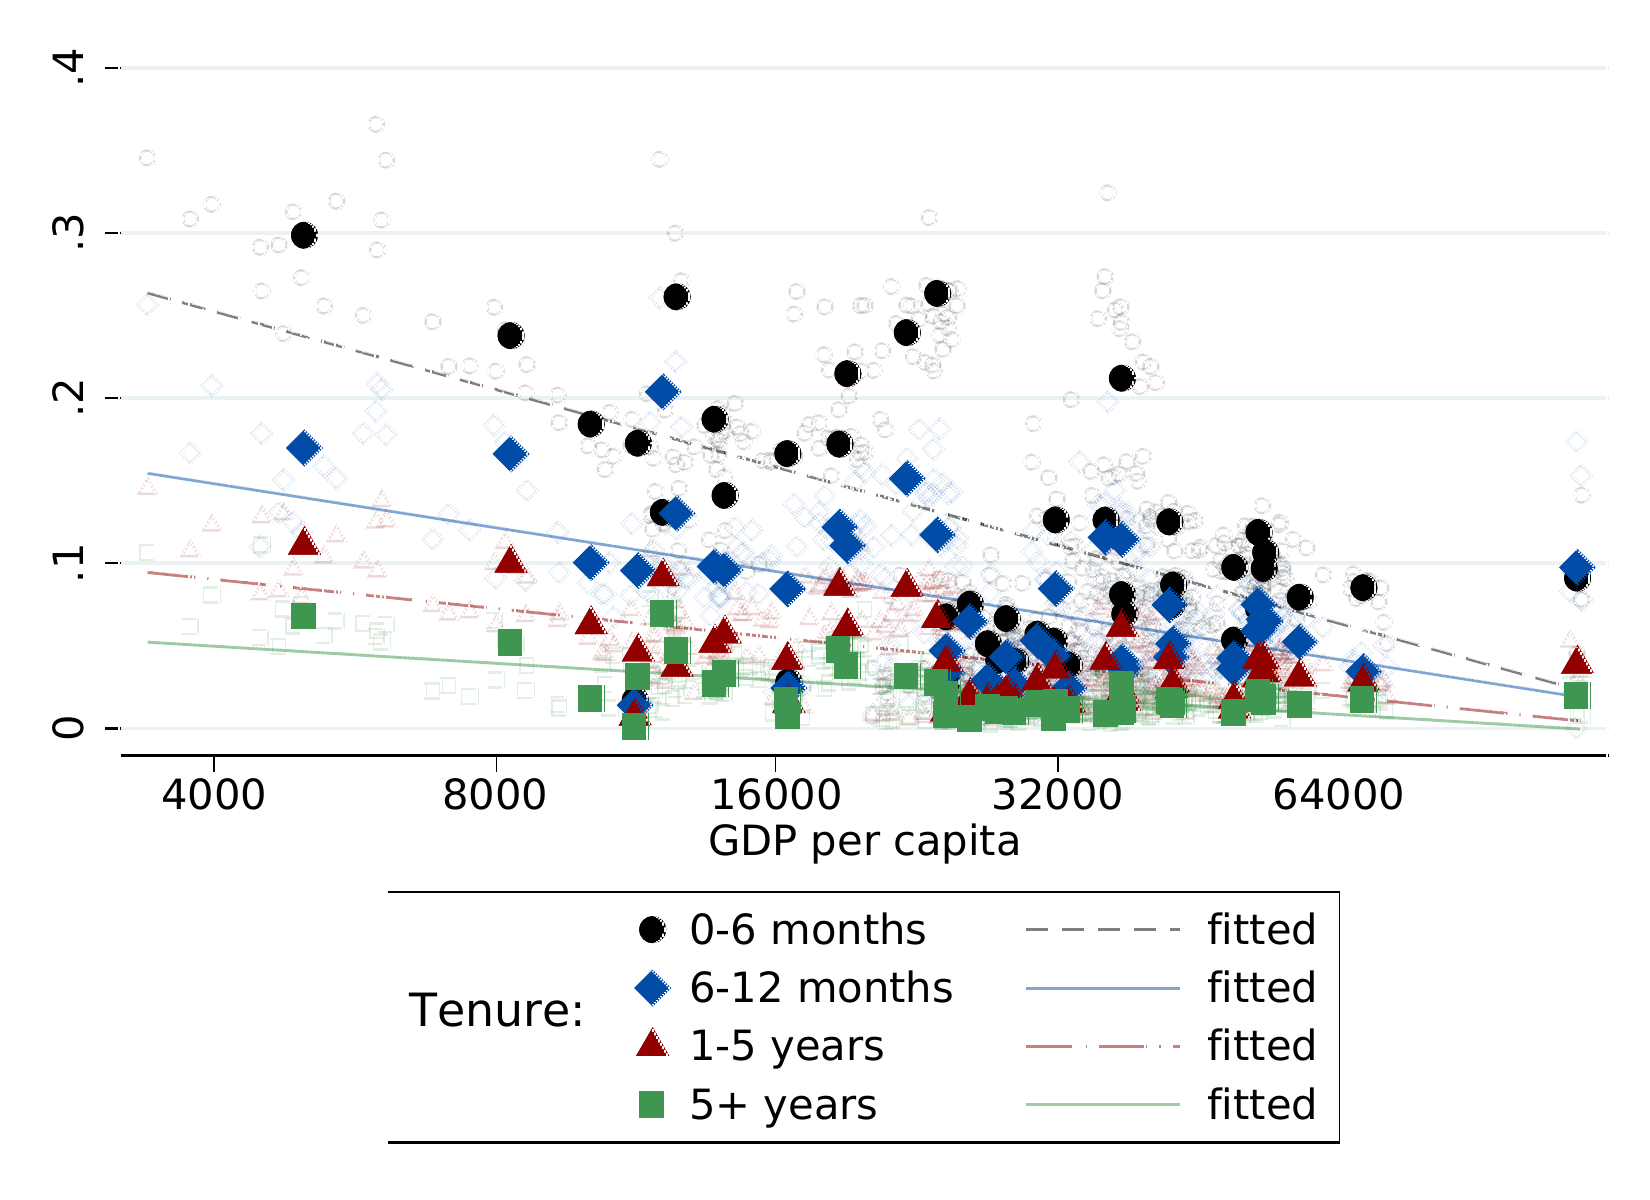 .4
.3
.2
.1
0
4000 8000 16000 32000 64000
GDP per capita
Tenure:
0-6 months fitted
6-12 months fitted
1-5 years fitted
5+ years fitted